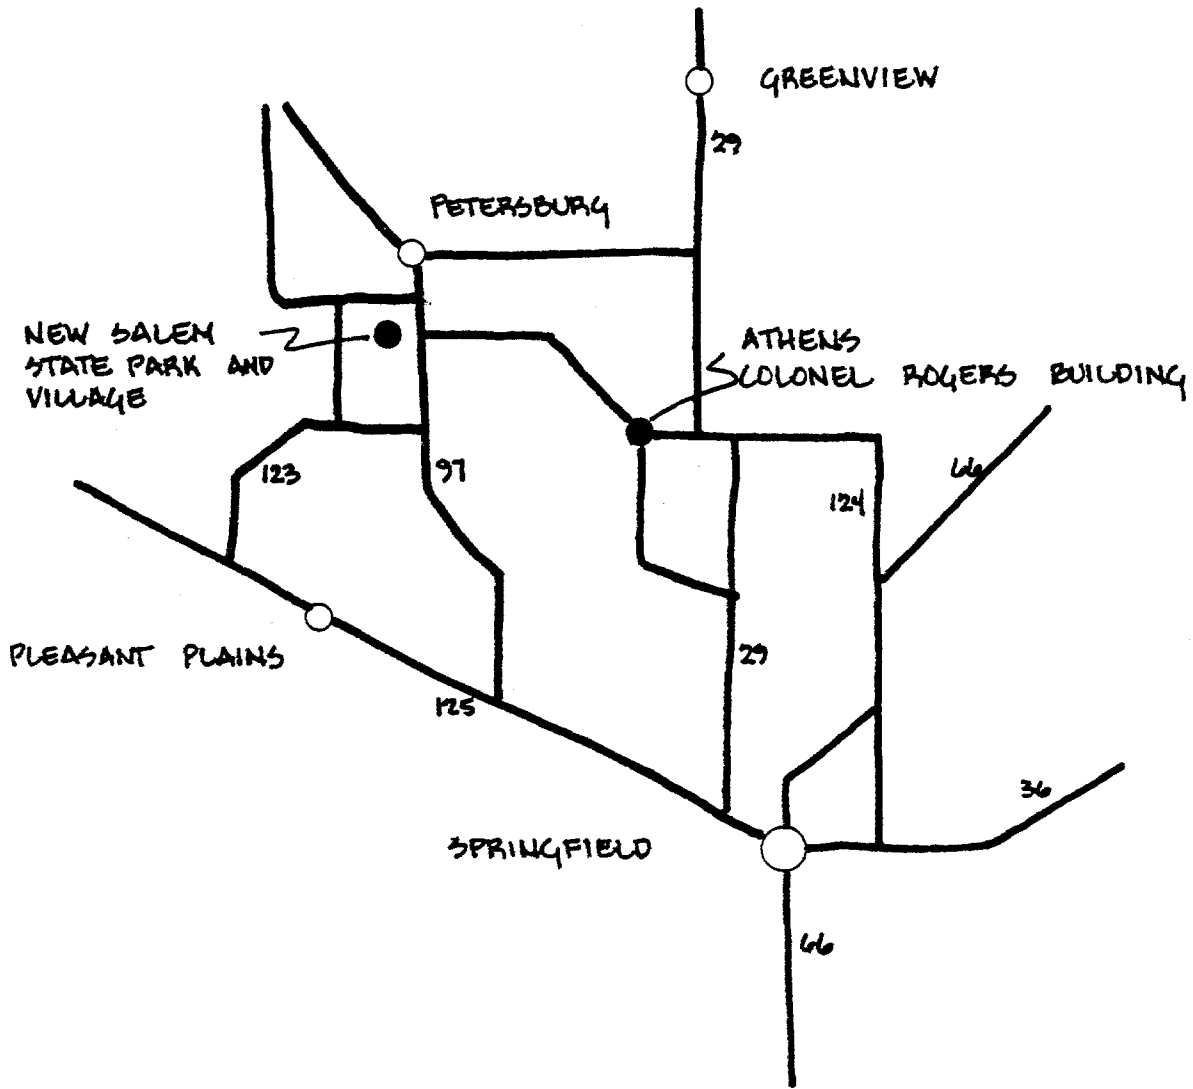 GREENVIEW
29
PETERSBURG
NEW SALEM
STATE PARK AND
VILLAGE
ATHENS
COLONEL ROGERS BUILDING
123
97
124
66
PLEASANT PLAINS
29
125
36
SPRINGFIELD
66